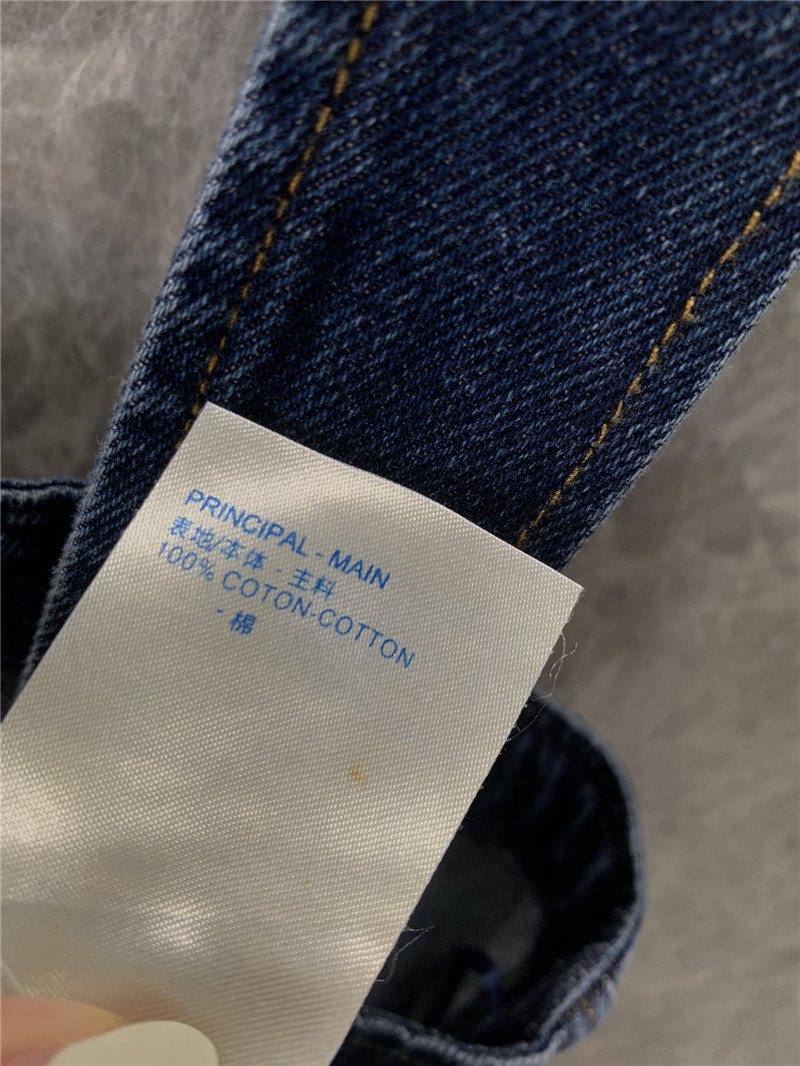 PRINCIPAL - MAIN
表地/本体 - 主料
100% COTON-COTTON
- 棉